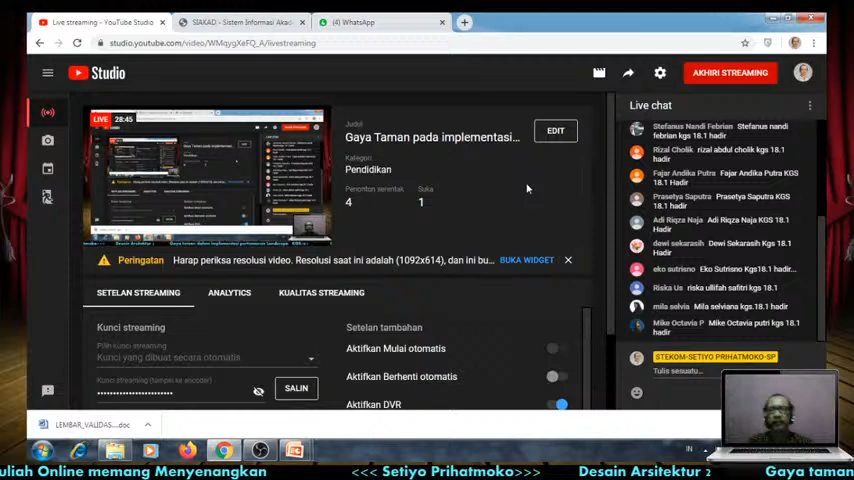 Live streaming - YouTube Studio
SIAKAD - Sistem Informasi Akad
(4) WhatsApp
studio.youtube.com/video/WMqygXeFQ_A/livestreaming
Studio
AKHIRI STREAMING
LIVE 28:45
Judul
Gaya Taman pada implementasi...
EDIT
Kategori
Pendidikan
Penonton serentak
Suka
4
1
Peringatan
Harap periksa resolusi video. Resolusi saat ini adalah (1092x614), dan ini bu...
BUKA WIDGET
SETELAN STREAMING
ANALYTICS
KUALITAS STREAMING
Kunci streaming
Pilih kunci streaming
Kunci yang dibuat secara otomatis
Kunci streaming (tempel ke encoder)
SALIN
Setelan tambahan
Aktifkan Mulai otomatis
Aktifkan Berhenti otomatis
Aktifkan DVR
Live chat
Stefanus Nandi Febrian Stefanus nandi
febrian kgs 18.1 hadir
Rizal Cholik rizal abdul cholik kgs 18.1
hadir
Fajar Andika Putra Fajar Andika Putra
Kgs 18.1 Hadir
Prasetya Saputra Prasetya Saputra
Kgs 18.1 Hadir
Adi Riqza Naja Adi Riqza Naja KGS 18.1
Hadir
dewi sekarasih Dewi Sekarasih Kgs 18.1
Hadir
eko sutrisno Eko Sutrisno Kgs18.1 hadir...
Riska Us riska ullifah safitri kgs 18.1
mila selvia Mila selviana kgs 18.1 hadir
Mike Octavia P Mike Octavia putri kgs 18.1
hadir
STEKOM-SETIYO PRIHATMOKO-SP
Tulis sesuatu...
LEMBAR_VALIDAS....doc
IN
uliah Online memang Menyenangkan <<< Setiyo Prihatmoko>>> Desain Arsitektur 2 Gaya taman